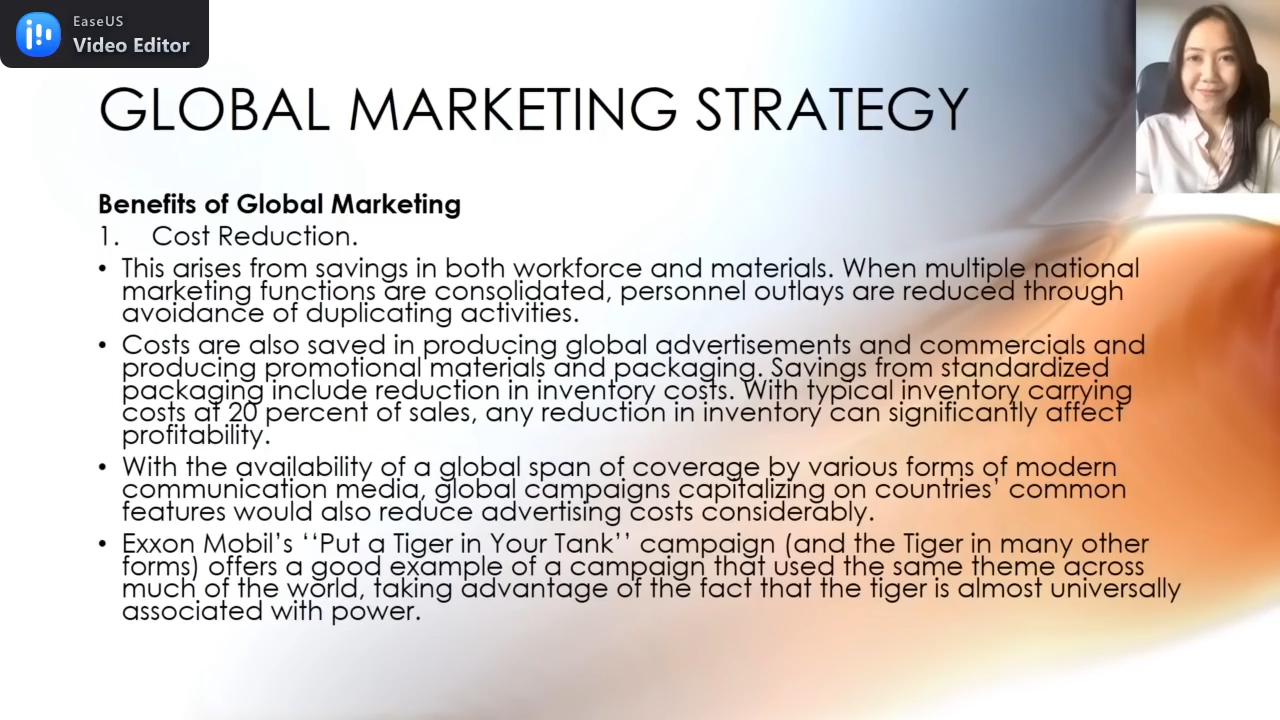 EaseUS
Video Editor
GLOBAL MARKETING STRATEGY
Benefits of Global Marketing
1. Cost Reduction.
• This arises from savings in both workforce and materials. When multiple national
marketing functions are consolidated, personnel outlays are reduced through
avoidance of duplicating activities.
• Costs are also saved in producing global advertisements and commercials and
producing promotional materials and packaging. Savings from standardized
packaging include reduction in inventory costs. With typical inventory carrying
costs at 20 percent of sales, any reduction in inventory can significantly affect
profitability.
• With the availability of a global span of coverage by various forms of modern
communication media, global campaigns capitalizing on countries’ common
features would also reduce advertising costs considerably.
• Exxon Mobil’s ‘‘Put a Tiger in Your Tank’’ campaign (and the Tiger in many other
forms) offers a good example of a campaign that used the same theme across
much of the world, taking advantage of the fact that the tiger is almost universally
associated with power.